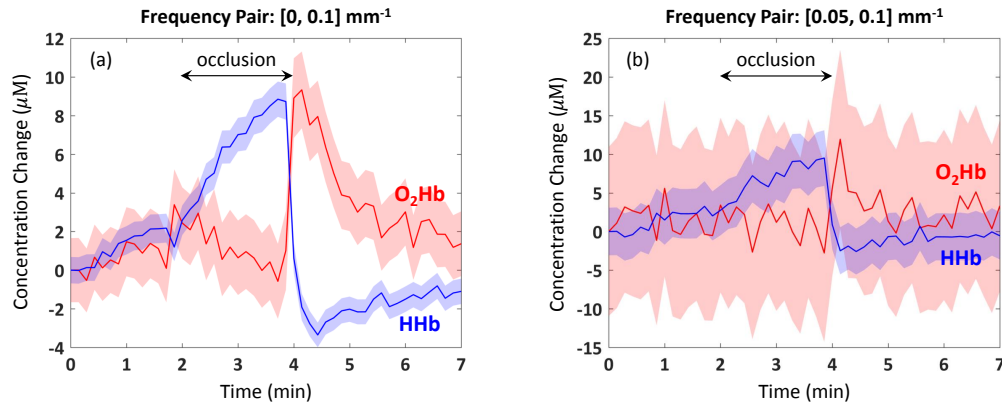 Frequency Pair: [0, 0.1] mm⁻¹
(a)
occlusion
O₂Hb
HHb
Concentration Change (μM)
12
10
8
6
4
2
0
-2
-4
0 1 2 3 4 5 6 7
Time (min)
Frequency Pair: [0.05, 0.1] mm⁻¹
(b)
occlusion
O₂Hb
HHb
Concentration Change (μM)
25
20
15
10
5
0
-5
-10
-15
0 1 2 3 4 5 6 7
Time (min)